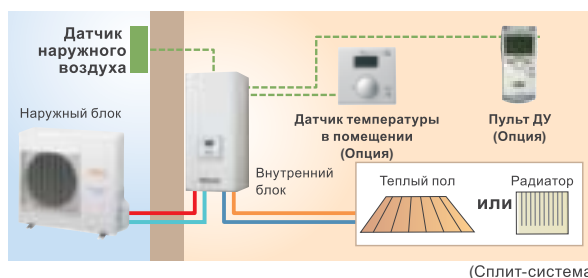 Датчик
наружного
воздуха
Наружный блок
Датчик температуры
в помещении
(Опция)
Пульт ДУ
(Опция)
Внутренний
блок
Теплый пол
или
Радиатор
(Сплит-система